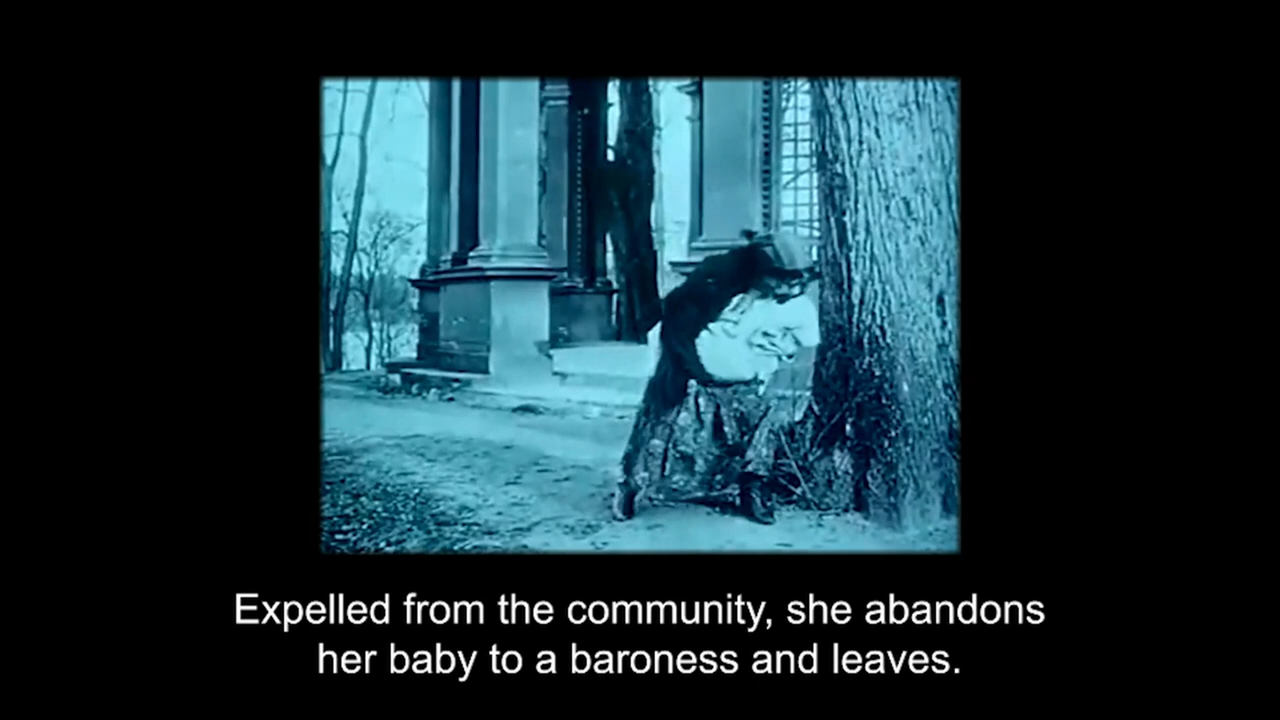 Expelled from the community, she abandons
her baby to a baroness and leaves.